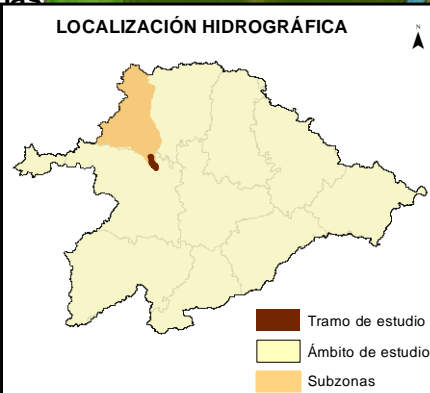 LOCALIZACIÓN HIDROGRÁFICA
N
Tramo de estudio
Ámbito de estudio
Subzonas